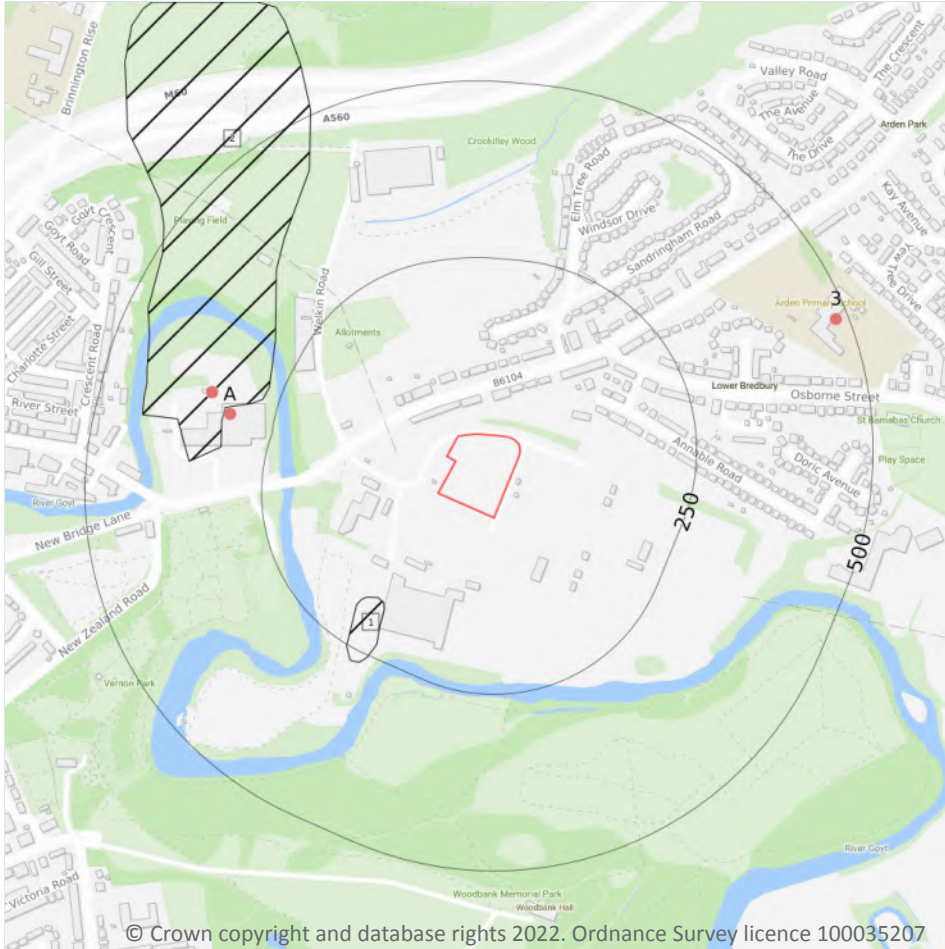 Brinnington Rise
M60
A560
2
Crookilley Wood
Valley Road
The Crescent
The Avenue
Arden Park
The Drive
Elm Tree Road
Windsor Drive
Sandringham Road
Kay Avenue
Yew Tree Drive
Playing Field
Goyt Crescent
Goyt Road
Gill Street
Charlotte Street
Crescent Road
River Street
Welkin Road
Allotments
3
Arden Primary School
A
B6104
Lower Bredbury
Osborne Street
St Barnabas Church
Play Space
Annable Road
Doric Avenue
River Goyt
New Bridge Lane
250
500
New Zealand Road
1
Vernon Park
River Goyt
Victoria Road
Woodbank Memorial Park
Woodbank Hall
© Crown copyright and database rights 2022. Ordnance Survey licence 100035207